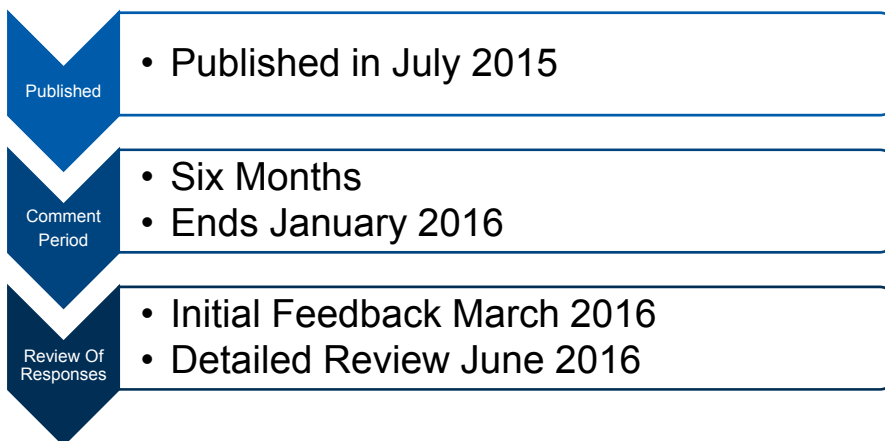 Published
• Published in July 2015
Comment
Period
• Six Months
• Ends January 2016
Review Of
Responses
• Initial Feedback March 2016
• Detailed Review June 2016